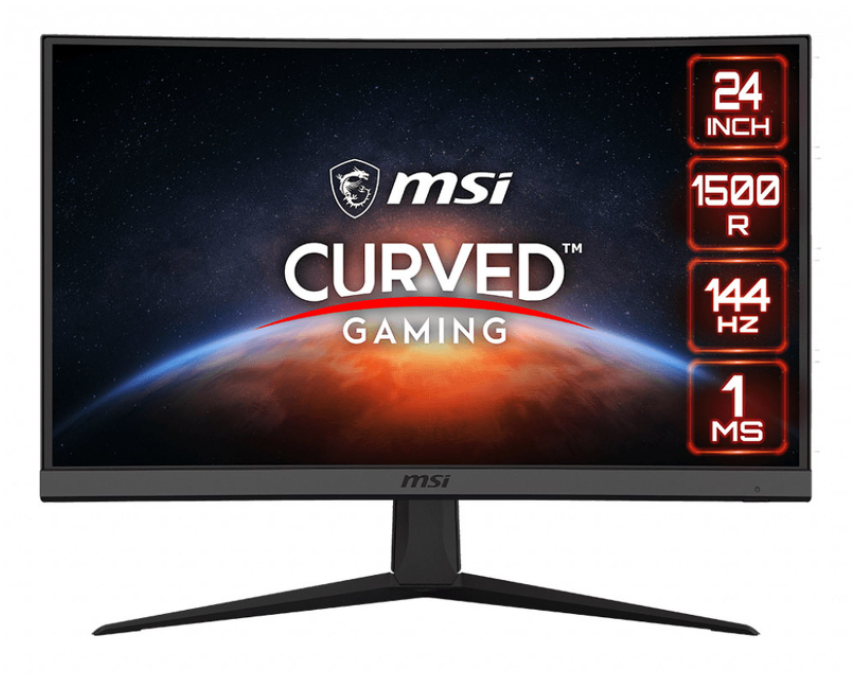 msi
CURVED™
GAMING
24
INCH
1500
R
144
HZ
1
MS
msi